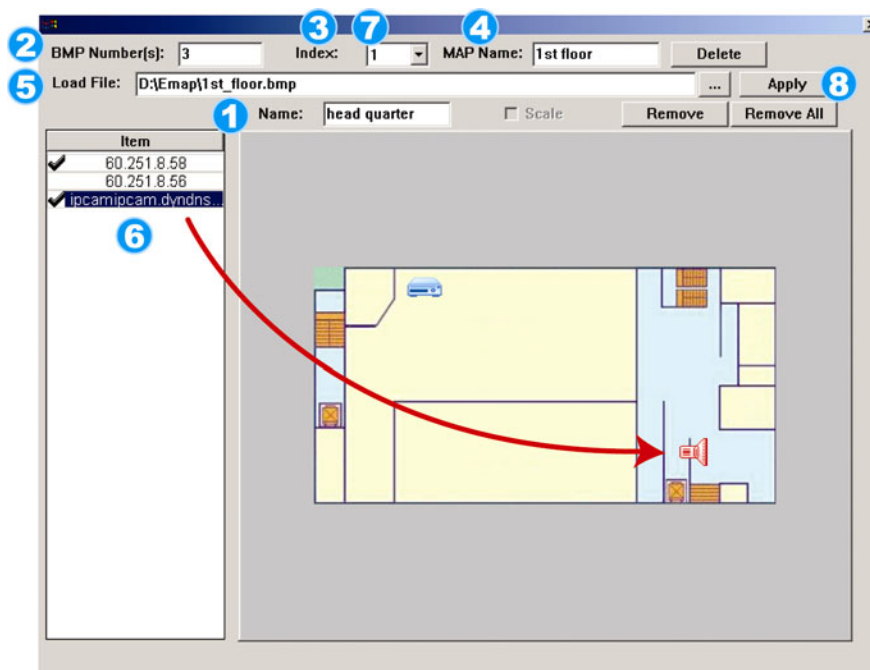 3 7 4
2 BMP Number(s): 3 Index: 1 MAP Name: 1st floor Delete
5 Load File: D:\Emap\1st_floor.bmp ... Apply 8
1 Name: head quarter Scale Remove Remove All
Item
60.251.8.58
60.251.8.56
ipcamipcam.dyndns...
6